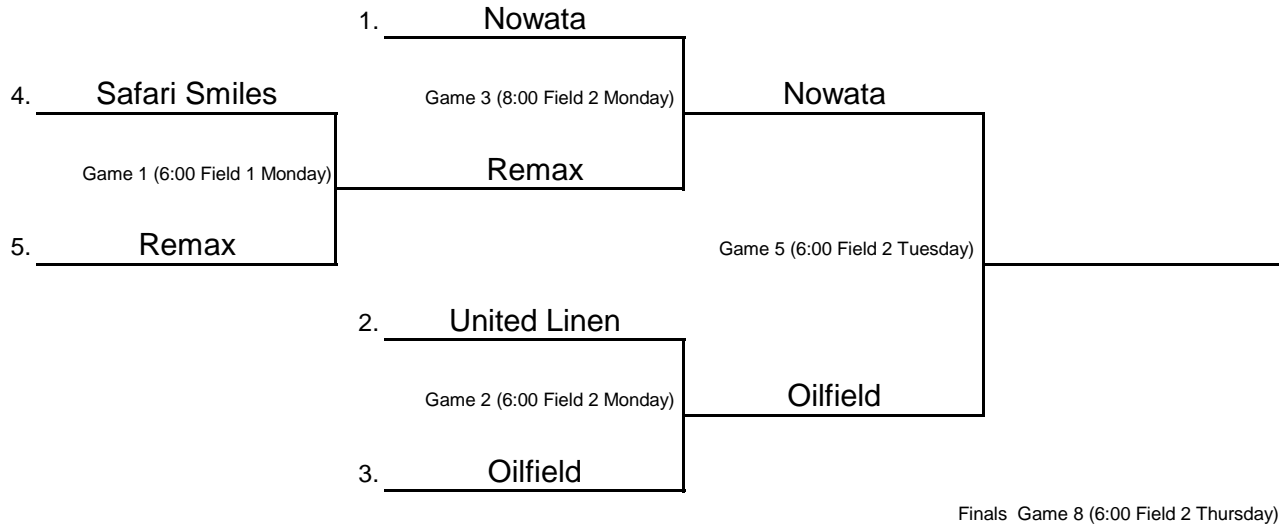 1. Nowata
4. Safari Smiles
Game 3 (8:00 Field 2 Monday)
Nowata
Game 1 (6:00 Field 1 Monday)
Remax
5. Remax
Game 5 (6:00 Field 2 Tuesday)
2. United Linen
Game 2 (6:00 Field 2 Monday)
Oilfield
3. Oilfield
Finals Game 8 (6:00 Field 2 Thursday)